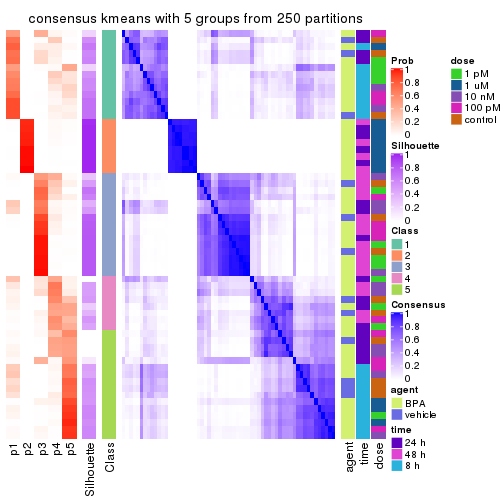 consensus kmeans with 5 groups from 250 partitions
Prob
1
0.8
0.6
0.4
0.2
0
Silhouette
1
0.8
0.6
0.4
0.2
0
Class
1
2
3
4
5
Consensus
1
0.8
0.6
0.4
0.2
0
agent
BPA
vehicle
time
24 h
48 h
8 h
dose
1 pM
1 uM
10 nM
100 pM
control
p1
p2
p3
p4
p5
Silhouette
Class
agent
time
dose